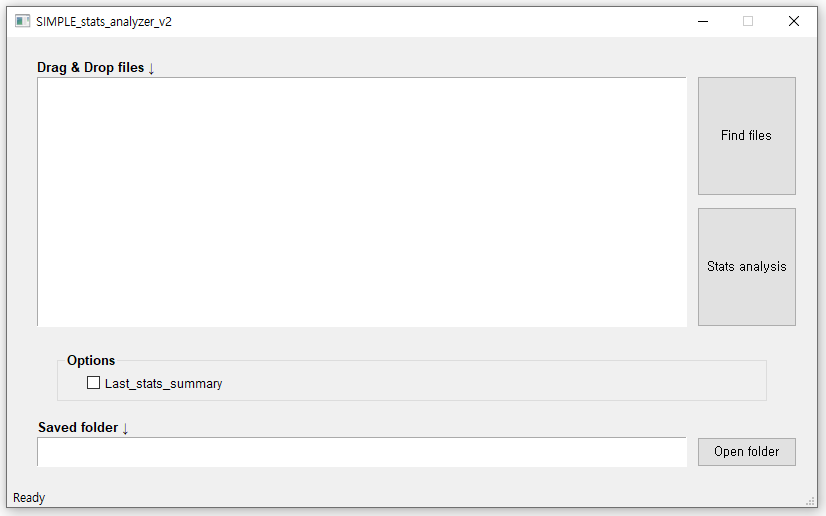 SIMPLE_stats_analyzer_v2
Drag & Drop files ↓
Find files
Stats analysis
Options
Last_stats_summary
Saved folder ↓
Open folder
Ready